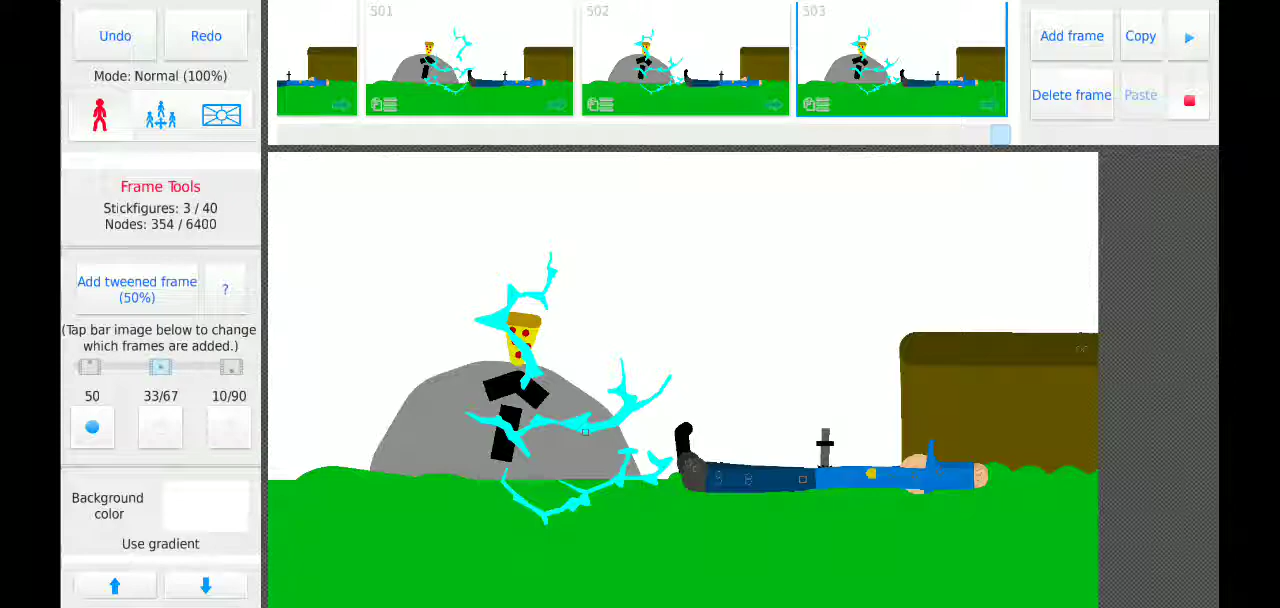 Undo
Redo
Mode: Normal (100%)
Frame Tools
Stickfigures: 3 / 40
Nodes: 354 / 6400
Add tweened frame
(50%)
?
(Tap bar image below to change
which frames are added.)
50
33/67
10/90
Background
color
Use gradient
501
502
503
Add frame
Copy
Delete frame
Paste